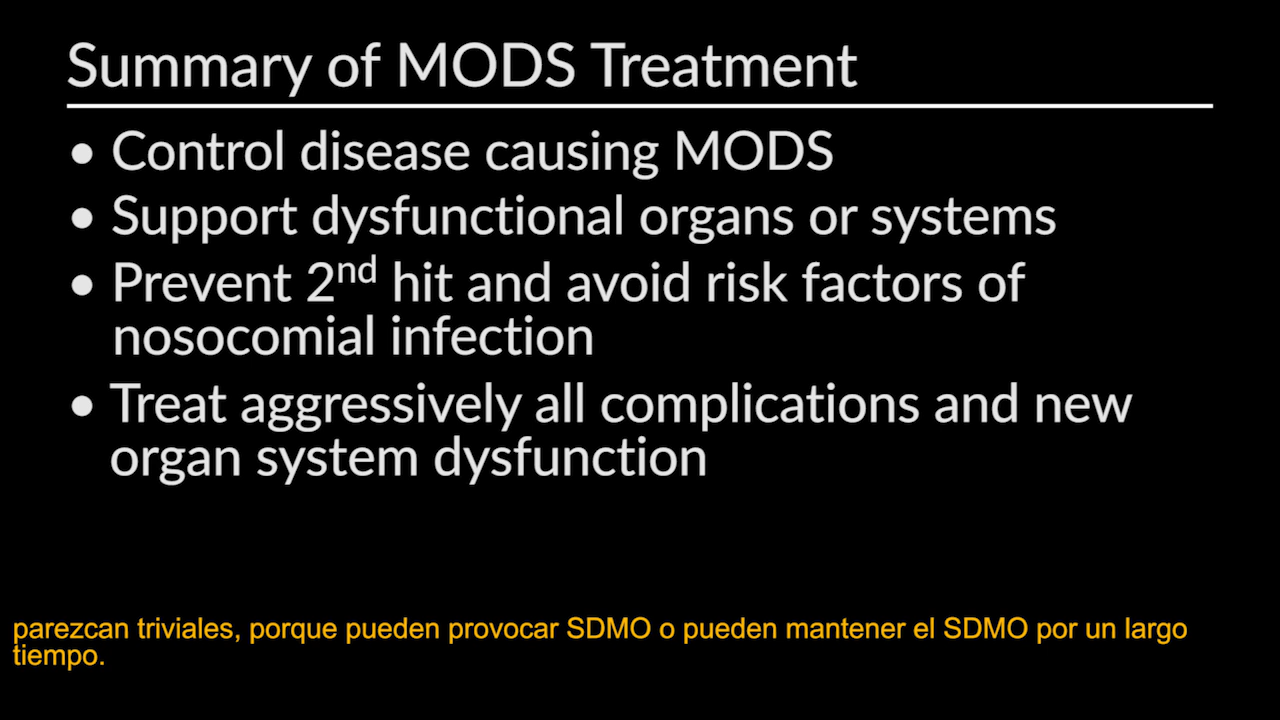 Summary of MODS Treatment
• Control disease causing MODS
• Support dysfunctional organs or systems
• Prevent 2nd hit and avoid risk factors of
nosocomial infection
• Treat aggressively all complications and new
organ system dysfunction
parezcan triviales, porque pueden provocar SDMO o pueden mantener el SDMO por un largo
tiempo.